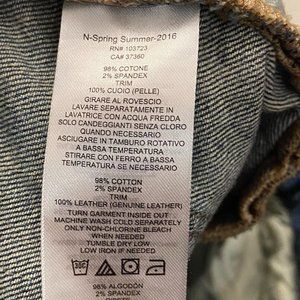 N-Spring Summer-2016
RN# 103723
CA# 37360
98% COTONE
2% SPANDEX
TRIM
100% CUOIO (PELLE)
GIRARE AL ROVESCIO
LAVARE SEPARATAMENTE IN
LAVATRICE CON ACQUA FREDDA
SOLO CANDEGGIANTI SENZA CLORO
QUANDO NECESSARIO
ASCIUGARE IN TAMBURO ROTATIVO
A BASSA TEMPERATURA
STIRARE FERRO TIEPIDO
A BASSA TEMPERATURA SE NECESSARIO
98% COTTON
2% SPANDEX
TRIM
100% LEATHER (GENUINE LEATHER)
TURN GARMENT INSIDE OUT
MACHINE WASH COLD SEPARATELY
ONLY NON-CHLORINE BLEACH
WHEN NEEDED
TUMBLE DRY LOW
LOW IRON IF NEEDED
98% ALGODÓN
2% SPANDEX